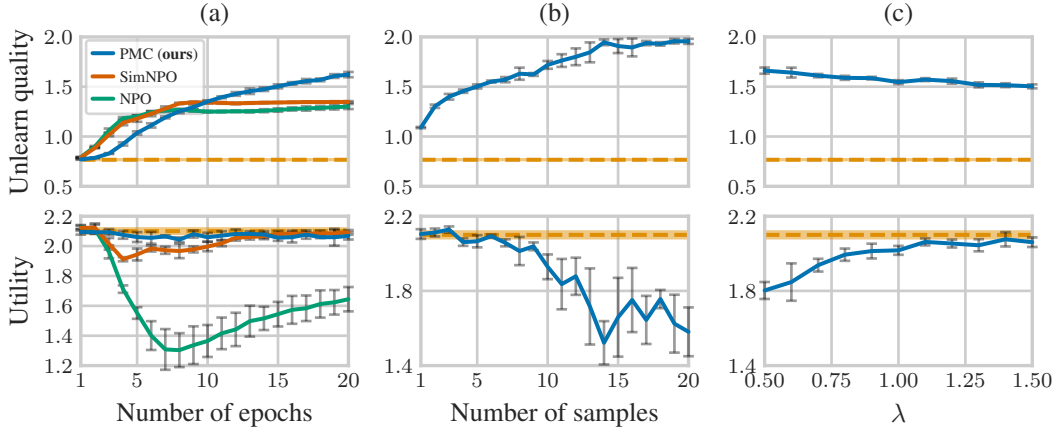 (a) (b) (c)
Unlearn quality
2.0 2.0 2.0
1.5 1.5 1.5
1.0 1.0 1.0
0.5 0.5 0.5
PMC (ours)
SimNPO
NPO
Utility
2.2 2.2 2.2
2.0
1.8 1.8 1.8
1.6
1.4 1.4 1.4
1.2
1 5 10 15 20
1 5 10 15 20
0.50 0.75 1.00 1.25 1.50
Number of epochs
Number of samples
λ